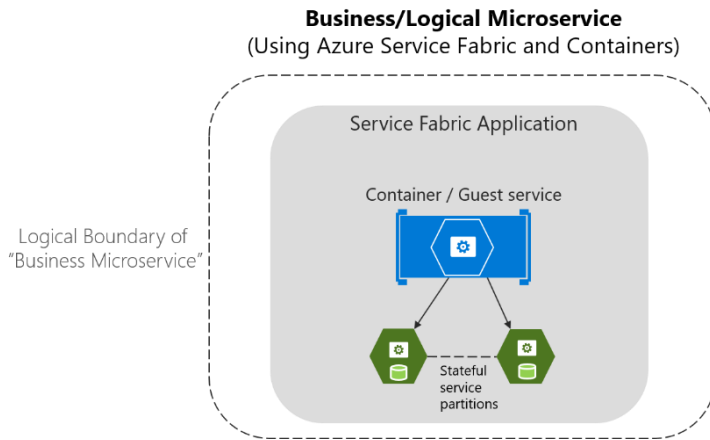 Business/Logical Microservice
(Using Azure Service Fabric and Containers)
Service Fabric Application
Container / Guest service
Logical Boundary of
“Business Microservice”
Stateful
service
partitions